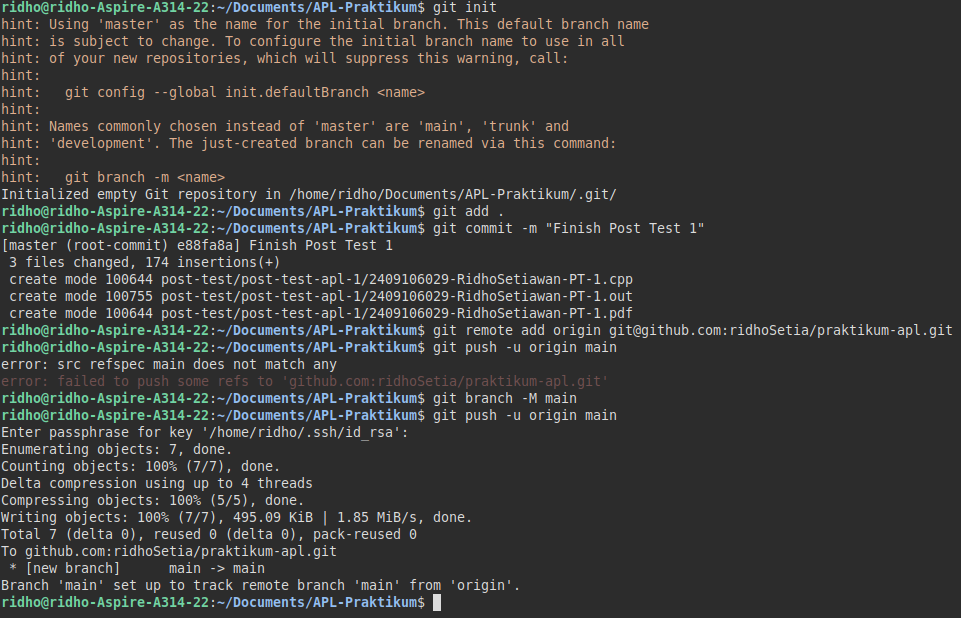 ridho@ridho-Aspire-A314-22:~/Documents/APL-Praktikum$ git init
hint: Using 'master' as the name for the initial branch. This default branch name
hint: is subject to change. To configure the initial branch name to use in all
hint: of your new repositories, which will suppress this warning, call:
hint:
hint:   git config --global init.defaultBranch <name>
hint:
hint: Names commonly chosen instead of 'master' are 'main', 'trunk' and
hint: 'development'. The just-created branch can be renamed via this command:
hint:
hint:   git branch -m <name>
Initialized empty Git repository in /home/ridho/Documents/APL-Praktikum/.git/
ridho@ridho-Aspire-A314-22:~/Documents/APL-Praktikum$ git add .
ridho@ridho-Aspire-A314-22:~/Documents/APL-Praktikum$ git commit -m "Finish Post Test 1"
[master (root-commit) e88fa8a] Finish Post Test 1
 3 files changed, 174 insertions(+)
 create mode 100644 post-test/post-test-apl-1/2409106029-RidhoSetiawan-PT-1.cpp
 create mode 100755 post-test/post-test-apl-1/2409106029-RidhoSetiawan-PT-1.out
 create mode 100644 post-test/post-test-apl-1/2409106029-RidhoSetiawan-PT-1.pdf
ridho@ridho-Aspire-A314-22:~/Documents/APL-Praktikum$ git remote add origin git@github.com:ridhoSetia/praktikum-apl.git
ridho@ridho-Aspire-A314-22:~/Documents/APL-Praktikum$ git push -u origin main
error: src refspec main does not match any
error: failed to push some refs to 'github.com:ridhoSetia/praktikum-apl.git'
ridho@ridho-Aspire-A314-22:~/Documents/APL-Praktikum$ git branch -M main
ridho@ridho-Aspire-A314-22:~/Documents/APL-Praktikum$ git push -u origin main
Enter passphrase for key '/home/ridho/.ssh/id_rsa':
Enumerating objects: 7, done.
Counting objects: 100% (7/7), done.
Delta compression using up to 4 threads
Compressing objects: 100% (5/5), done.
Writing objects: 100% (7/7), 495.09 KiB | 1.85 MiB/s, done.
Total 7 (delta 0), reused 0 (delta 0), pack-reused 0
To github.com:ridhoSetia/praktikum-apl.git
 * [new branch]      main -> main
Branch 'main' set up to track remote branch 'main' from 'origin'.
ridho@ridho-Aspire-A314-22:~/Documents/APL-Praktikum$